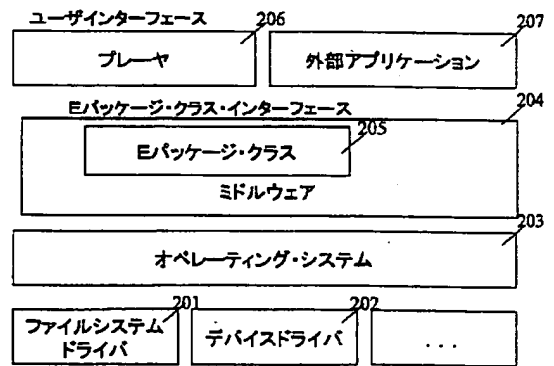 ユーザインターフェース
206
207
プレーヤ
外部アプリケーション
Eパッケージ・クラス・インターフェース
204
205
Eパッケージ・クラス
ミドルウェア
203
オペレーティング・システム
201
202
ファイルシステム
ドライバ
デバイスドライバ
...